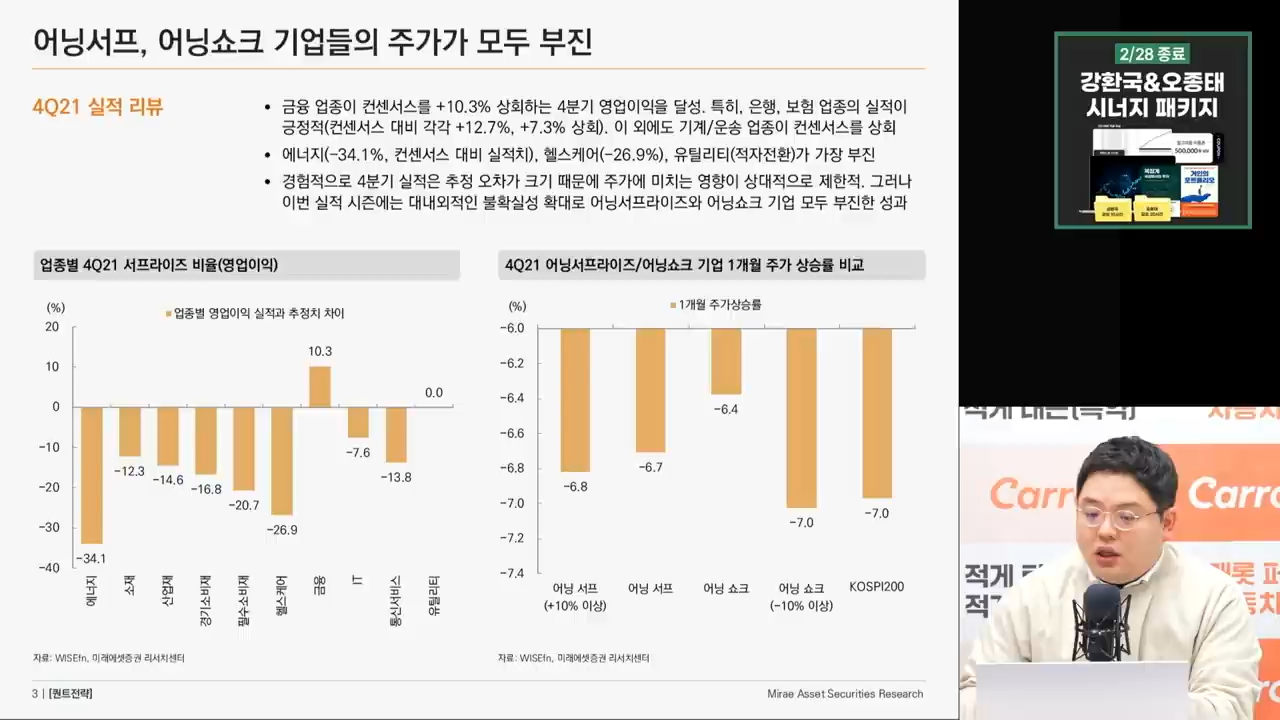 어닝서프, 어닝쇼크 기업들의 주가가 모두 부진
4Q21 실적 리뷰
• 금융 업종이 컨센서스를 +10.3% 상회하는 4분기 영업이익을 달성. 특히, 은행, 보험 업종의 실적이
긍정적(컨센서스 대비 각각 +12.7%, +7.3% 상회). 이 외에도 기계/운송 업종이 컨센서스를 상회
• 에너지(-34.1%, 컨센서스 대비 실적치), 헬스케어(-26.9%), 유틸리티(적자전환)가 가장 부진
• 경험적으로 4분기 실적은 추정 오차가 크기 때문에 주가에 미치는 영향이 상대적으로 제한적. 그러나
이번 실적 시즌에는 대내외적인 불확실성 확대로 어닝서프라이즈와 어닝쇼크 기업 모두 부진한 성과
업종별 4Q21 서프라이즈 비율(영업이익)
(%)
업종별 영업이익 실적과 추정치 차이
20
10
0
-10
-20
-30
-40
-34.1
-12.3
-14.6
-16.8
-20.7
-26.9
10.3
-7.6
-13.8
0.0
에너지
소재
산업재
경기소비재
필수소비재
헬스케어
금융
IT
통신서비스
유틸리티
자료: WISEfn, 미래에셋증권 리서치센터
4Q21 어닝서프라이즈/어닝쇼크 기업 1개월 주가 상승률 비교
(%)
1개월 주가상승률
-6.0
-6.2
-6.4
-6.6
-6.8
-7.0
-7.2
-7.4
-6.8
-6.7
-6.4
-7.0
-7.0
어닝 서프
(+10% 이상)
어닝 서프
어닝 쇼크
어닝 쇼크
(-10% 이상)
KOSPI200
자료: WISEfn, 미래에셋증권 리서치센터
3 | [퀀트전략]
Mirae Asset Securities Research
2/28 종료
강환국&오종태
시너지 패키지
500,000원
거인의
포트폴리오
Carr
Carro
적게